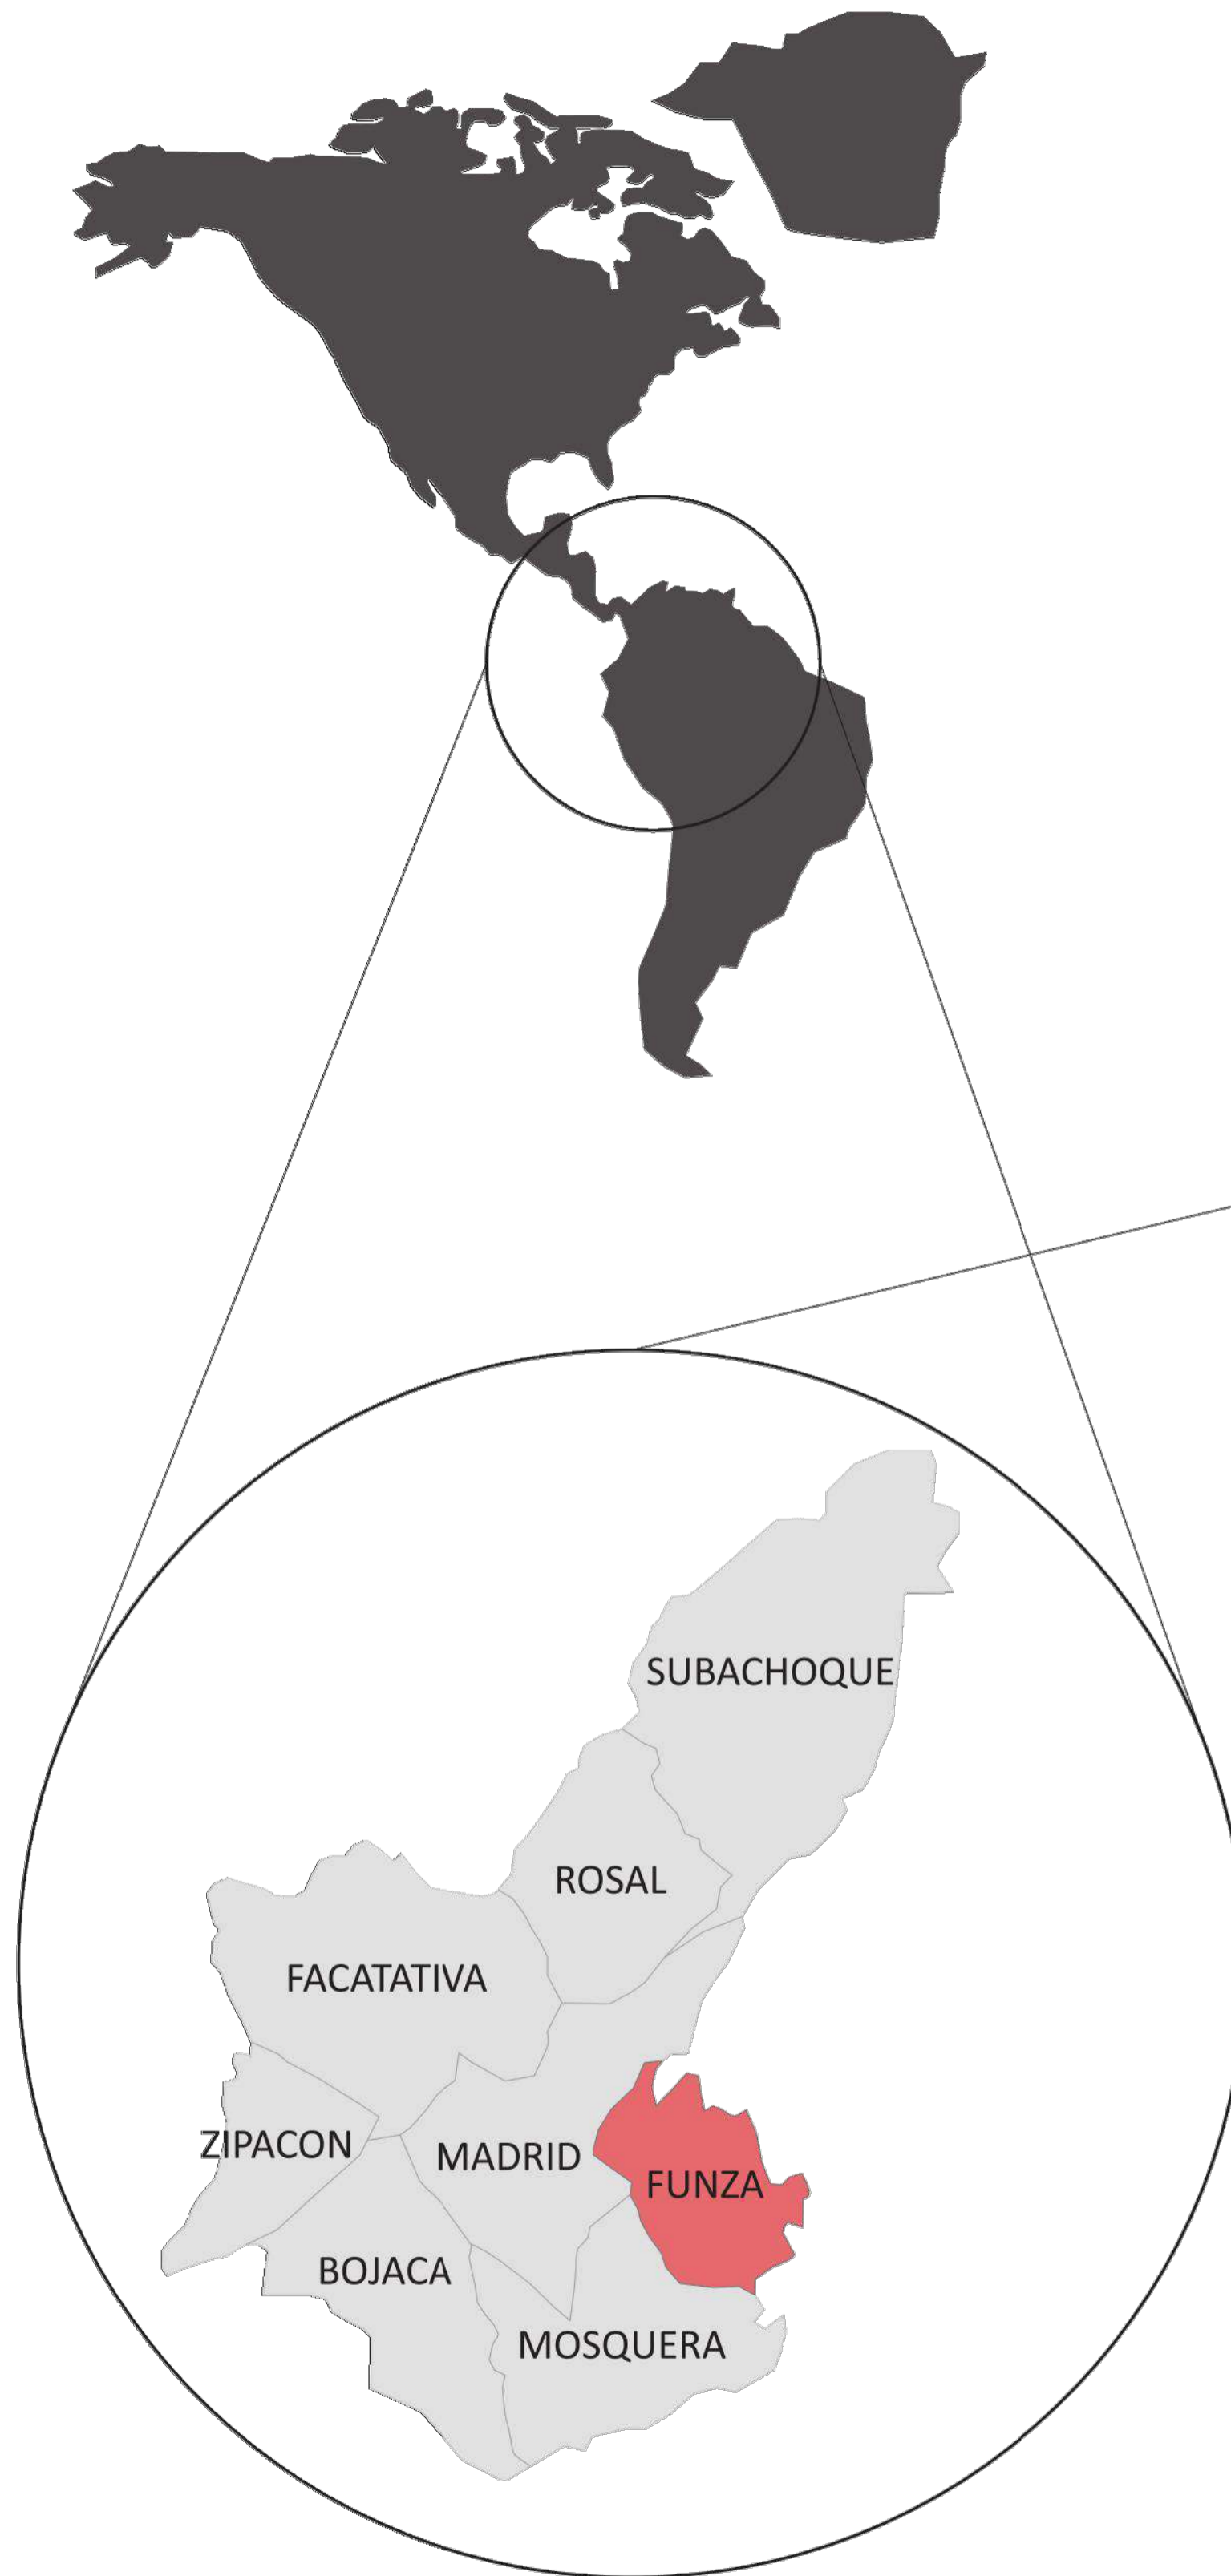 SUBACHOQUE
ROSAL
FACATATIVA
ZIPACON
MADRID
FUNZA
BOJACA
MOSQUERA